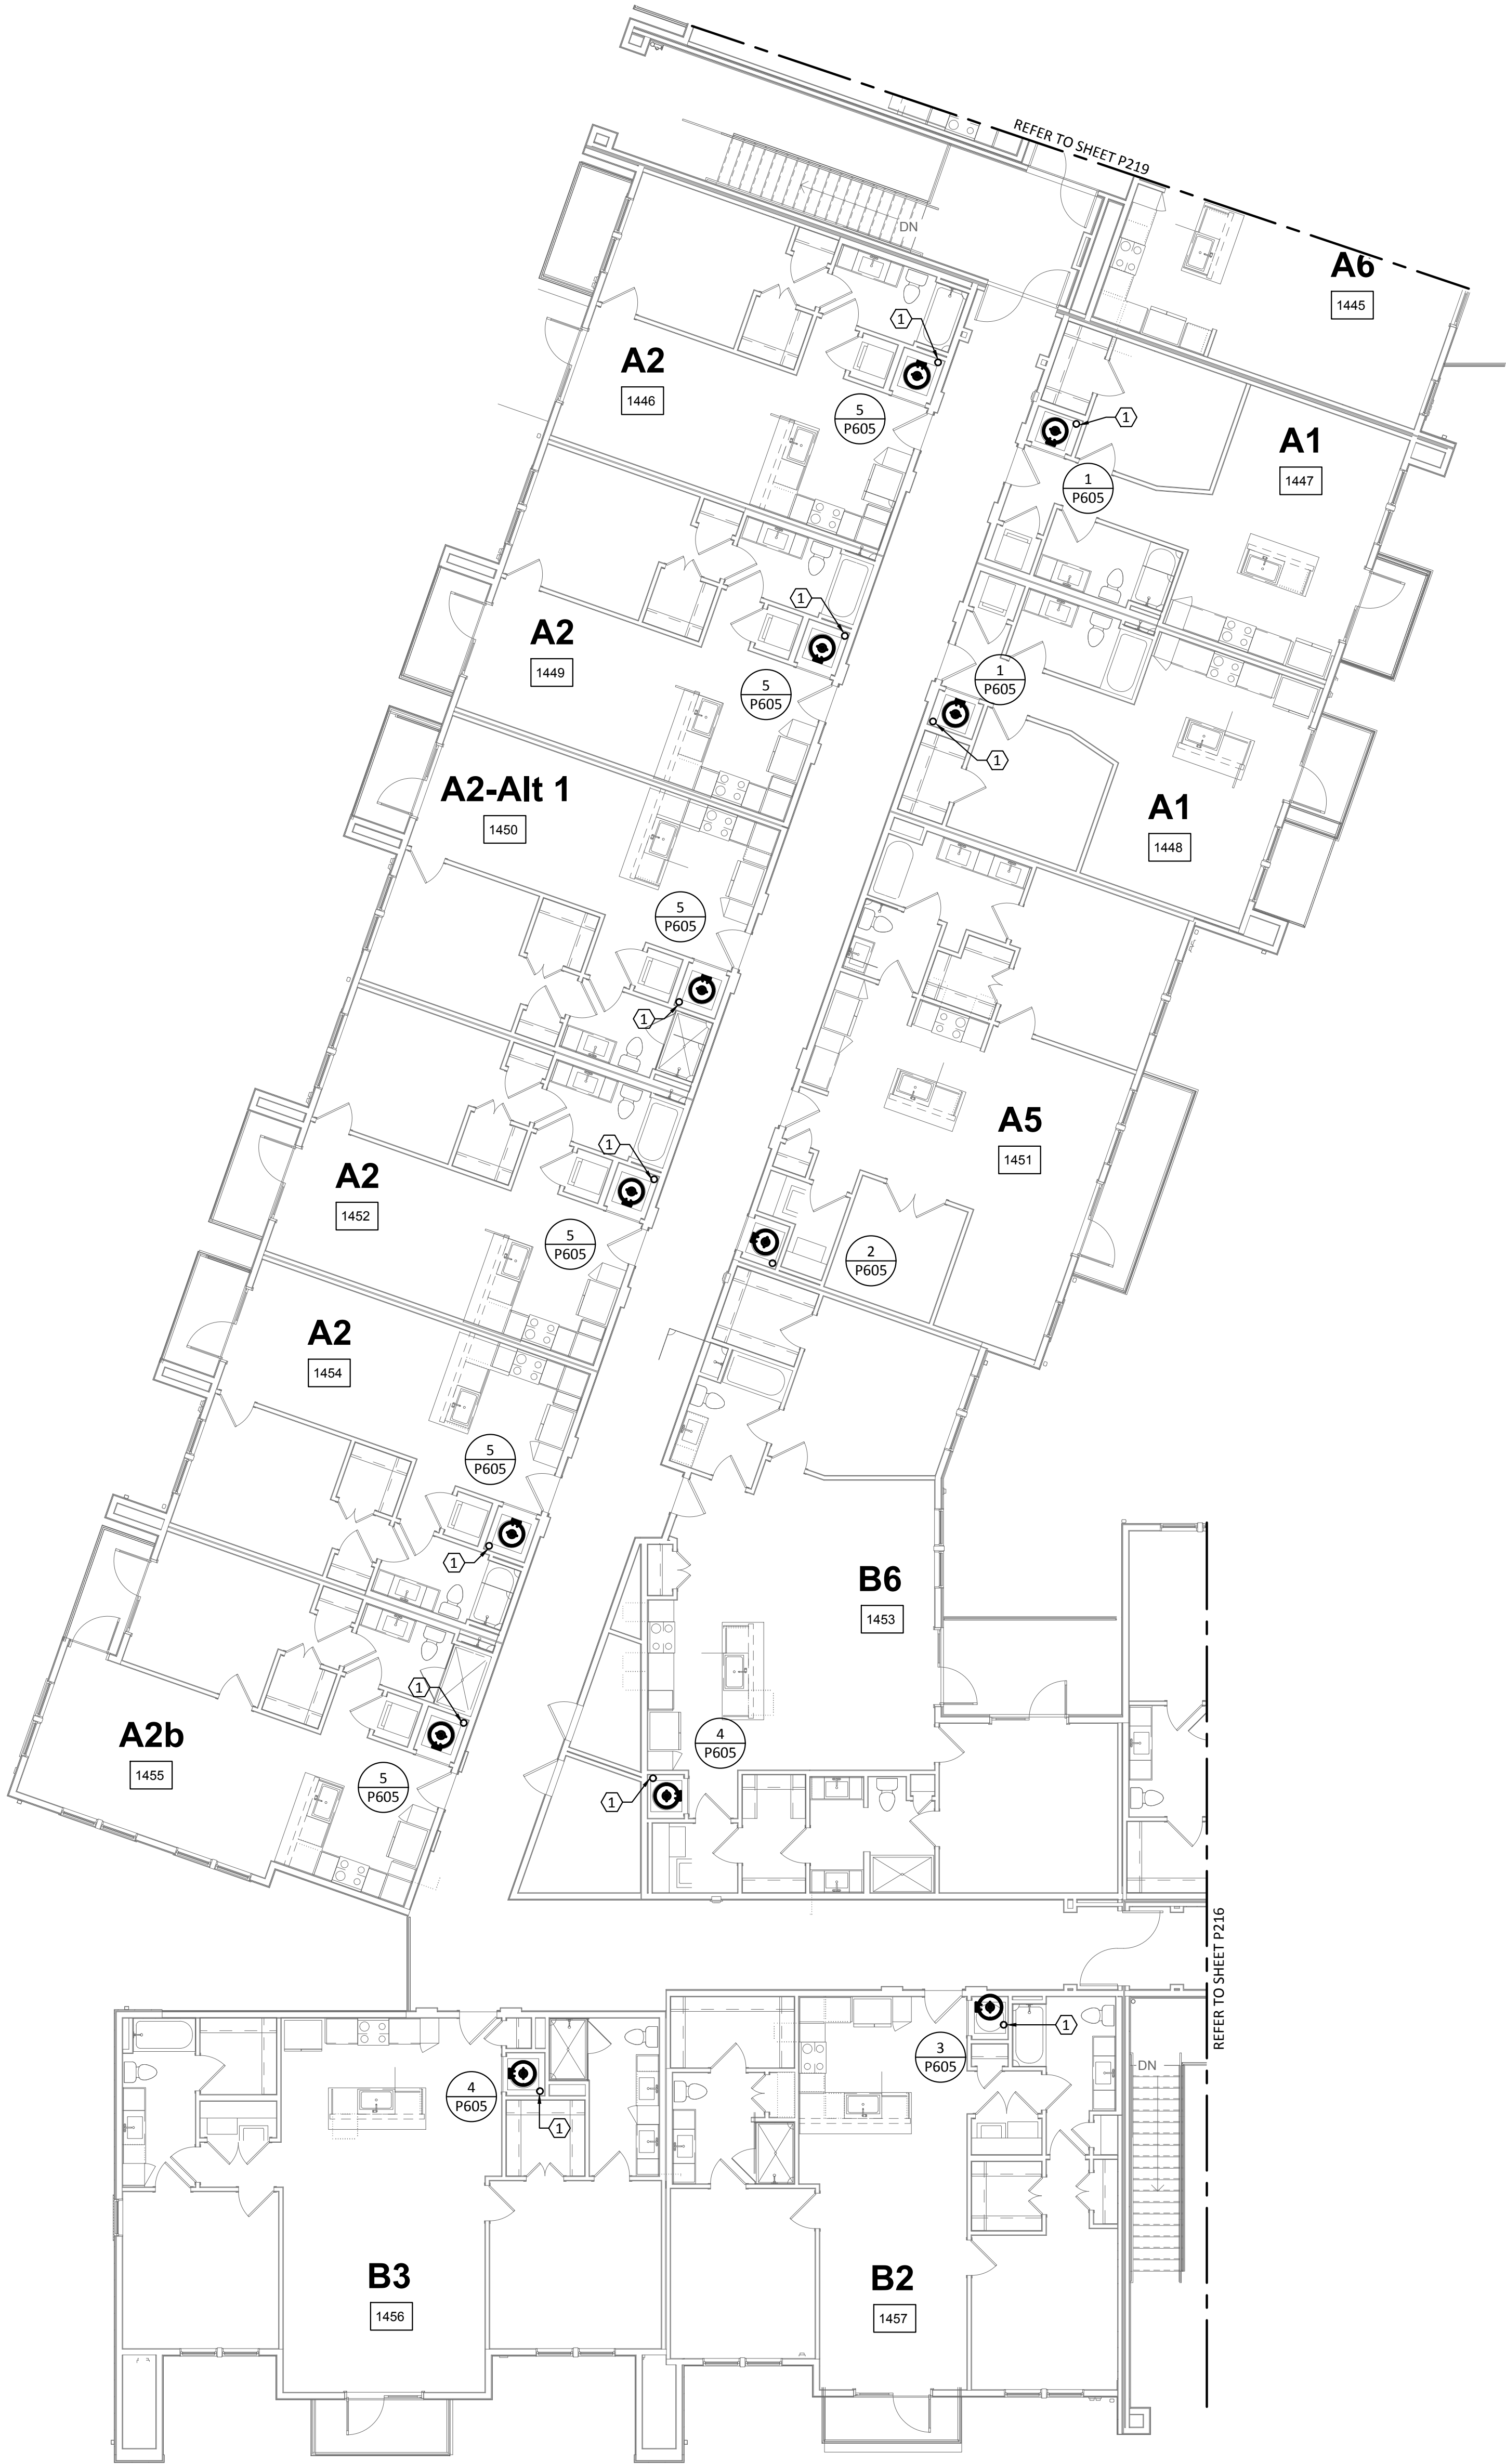 REFER TO SHEET P219
DN
A6
1445
1
A2
1446
5
P605
1
A1
1447
1
P605
1
A2
1449
5
P605
1
P605
1
A2-Alt 1
1450
A1
1448
5
P605
1
A5
1451
1
A2
1452
5
P605
2
P605
A2
1454
5
P605
1
B6
1453
1
A2b
1455
5
P605
4
P605
1
REFER TO SHEET P216
1
3
P605
DN
4
P605
1
B3
1456
B2
1457